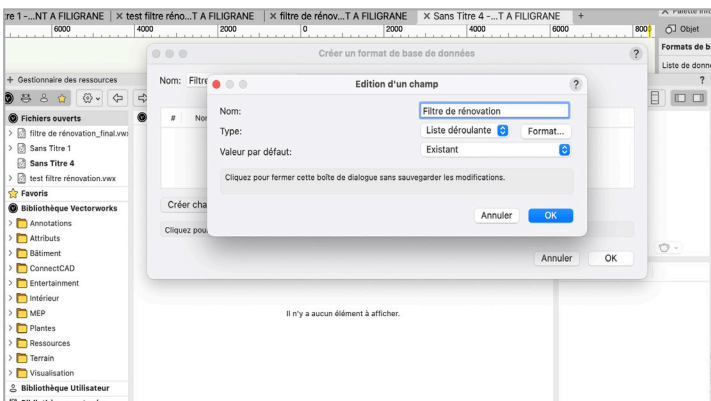 re 1 -...NT A FILIGRANE × test filtre réno...T A FILIGRANE × filtre de rénov...T A FILIGRANE × Sans Titre 4 -...T A FILIGRANE +
6000 4000 2000 0 2000 4000 6000 8000
Objet
Formats de b
Liste de donn
Créer un format de base de données ?
Nom: Filtre
+ Gestionnaire des ressources ?
# Nor
Edition d'un champ ?
Nom: Filtre de rénovation
Type: Liste déroulante Format...
Valeur par défaut: Existant
Cliquez pour fermer cette boîte de dialogue sans sauvegarder les modifications.
Annuler OK
Créer cha
Cliquez pou
Annuler OK
Fichiers ouverts
> filtre de rénovation_final.vwx
> Sans Titre 1
Sans Titre 4
> test filtre rénovation.vwx
Favoris
Bibliothèque Vectorworks
> Annotations
> Attributs
> Bâtiment
> ConnectCAD
> Entertainment
> Intérieur
> MEP
> Plantes
> Ressources
> Terrain
> Visualisation
Bibliothèque Utilisateur
Il n'y a aucun élément à afficher.